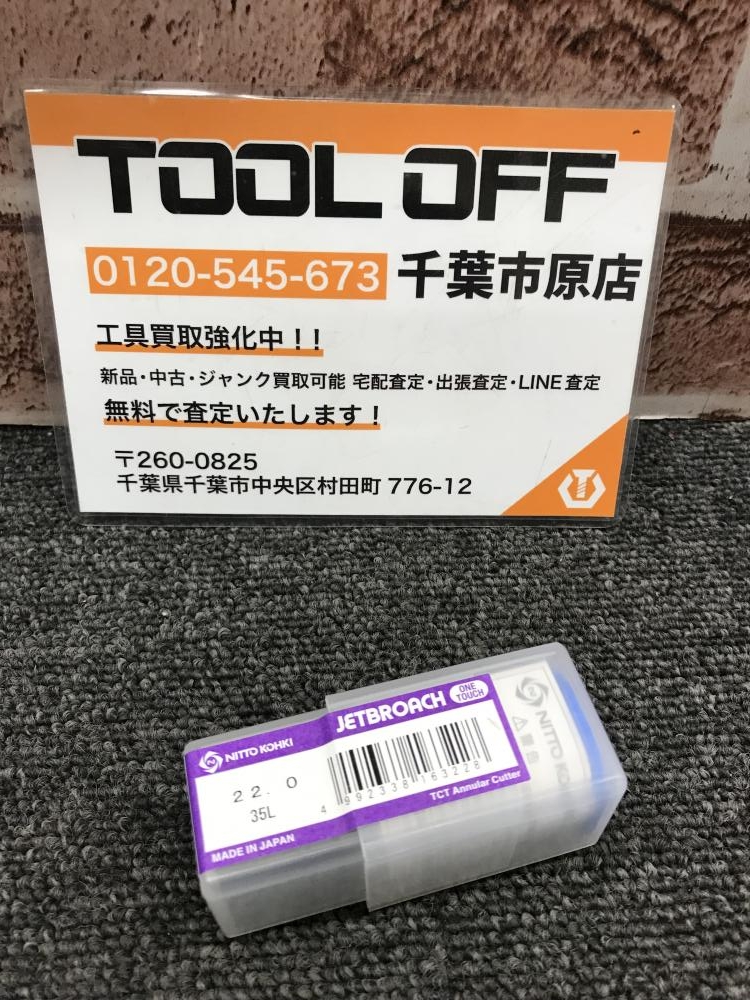 TOOL OFF
0120-545-673 千葉市原店
工具買取強化中！！
新品・中古・ジャンク買取可能 宅配査定・出張査定・LINE査定
無料で査定いたします！
〒260-0825
千葉県千葉市中央区村田町 776-12
NITTO KOHKI
JETBROACH
ONE TOUCH
22.0
35L
4 992338 163228
TCT Annular Cutter
MADE IN JAPAN
NITTO KO